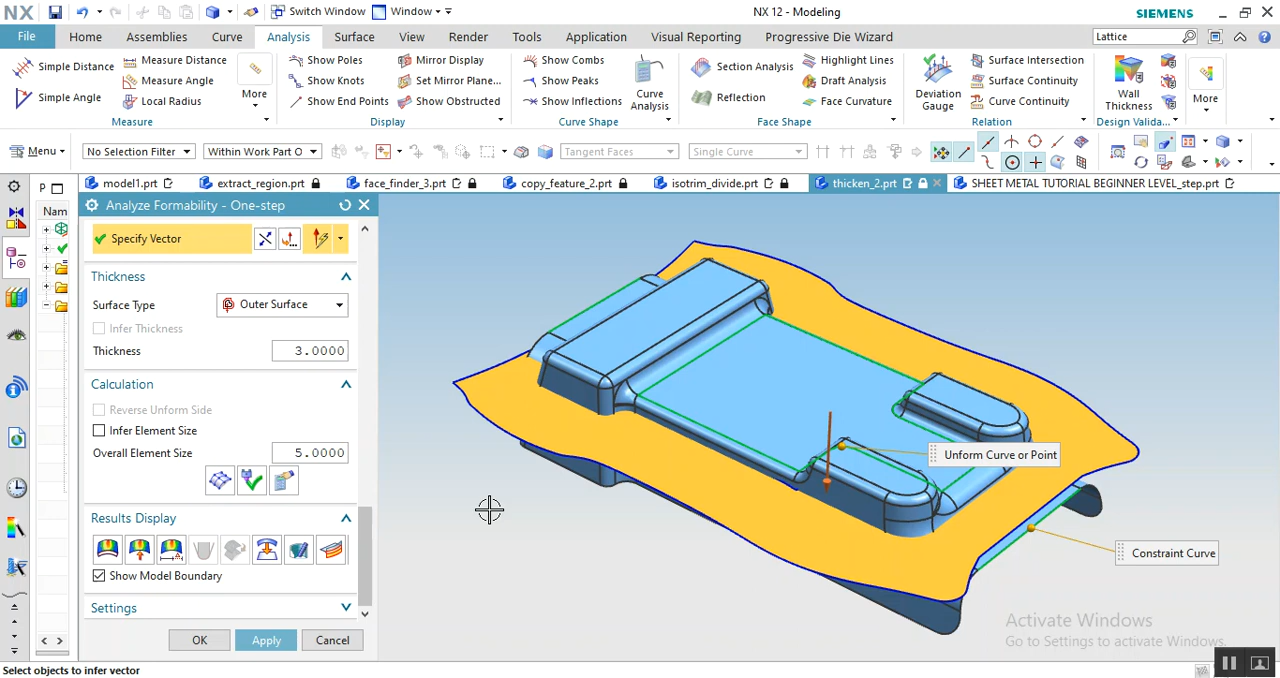 NX Switch Window Window NX 12 - Modeling SIEMENS
File Home Assemblies Curve Analysis Surface View Render Tools Application Visual Reporting Progressive Die Wizard Lattice
Simple Distance Measure Distance Show Poles Mirror Display Show Combs Section Analysis Highlight Lines Surface Intersection
Measure Angle More Show Knots Set Mirror Plane... Show Peaks Curve Analysis Draft Analysis Deviation Gauge Surface Continuity Wall Thickness More
Simple Angle Local Radius Show End Points Show Obstructed Show Inflections Reflection Face Curvature Curve Continuity
Measure Display Curve Shape Face Shape Relation Design Valida...
Menu No Selection Filter Within Work Part O Tangent Faces Single Curve
model1.prt extract_region.prt face_finder_3.prt copy_feature_2.prt isotrim_divide.prt thicken_2.prt SHEET METAL TUTORIAL BEGINNER LEVEL_step.prt
P Analyze Formability - One-step
Nam Specify Vector
Thickness
Surface Type Outer Surface
Infer Thickness
Thickness 3.0000
Calculation
Reverse Unform Side
Infer Element Size
Overall Element Size 5.0000
Results Display
Show Model Boundary
Settings
OK Apply Cancel
Unform Curve or Point
Constraint Curve
Activate Windows
Go to Settings to activate Windows.
Select objects to infer vector